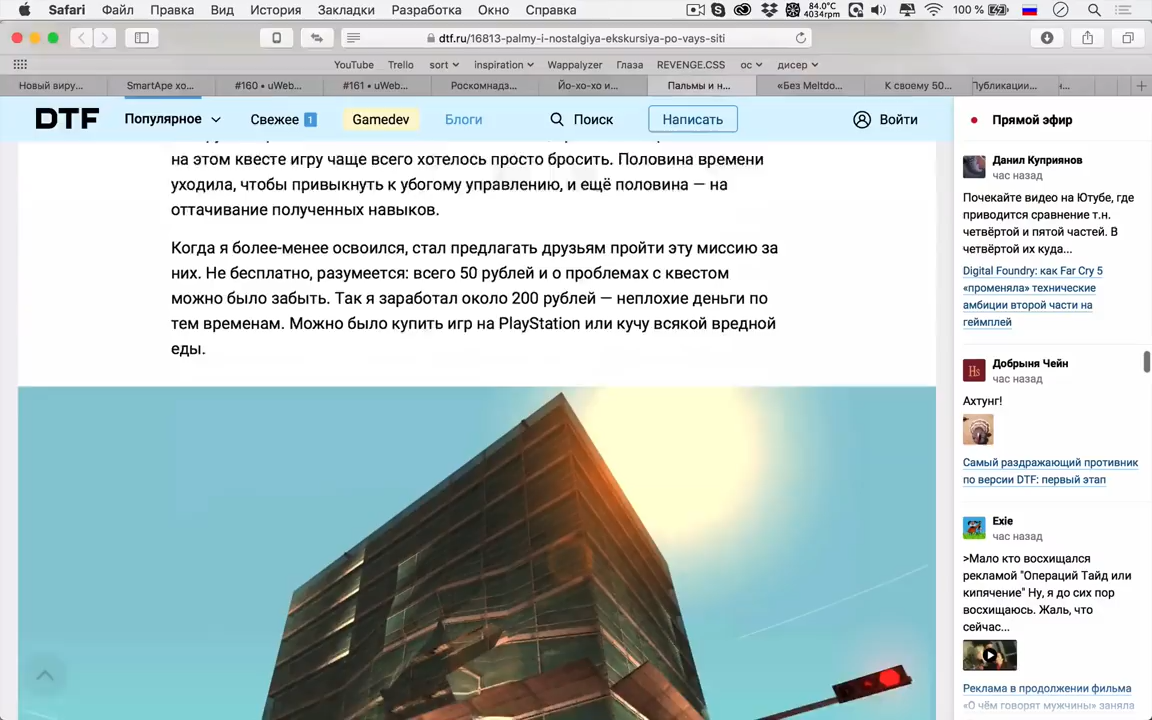 Safari Файл Правка Вид История Закладки Разработка Окно Справка 84.0°C 4034rpm 100 %
dtf.ru/16813-palmy-i-nostalgiya-ekskursiya-po-vays-siti
YouTube Trello sort inspiration Wappalyzer Глаза REVENGE.CSS ос дисер
Новый виру... SmartApe хо... #160 • uWeb... #161 • uWeb... Роскомнадз... Йо-хо-хо и... Пальмы и н... «Без Meltdo... К своему 50... Публикации...
DTF Популярное Свежее 1 Gamedev Блоги Поиск Написать Войти
на этом квесте игру чаще всего хотелось просто бросить. Половина времени
уходила, чтобы привыкнуть к убогому управлению, и ещё половина — на
оттачивание полученных навыков.
Когда я более-менее освоился, стал предлагать друзьям пройти эту миссию за
них. Не бесплатно, разумеется: всего 50 рублей и о проблемах с квестом
можно было забыть. Так я заработал около 200 рублей — неплохие деньги по
тем временам. Можно было купить игр на PlayStation или кучу всякой вредной
еды.
Прямой эфир
Данил Куприянов
час назад
Почекайте видео на Ютубе, где
приводится сравнение т.н.
четвёртой и пятой частей. В
четвёртой их куда...
Digital Foundry: как Far Cry 5
«променяла» технические
амбиции второй части на
геймплей
Добрыня Чейн
час назад
Ахтунг!
Самый раздражающий противник
по версии DTF: первый этап
Exie
час назад
>Мало кто восхищался
рекламой "Операций Тайд или
кипячение" Ну, я до сих пор
восхищаюсь. Жаль, что
сейчас...
Реклама в продолжении фильма
«О чём говорят мужчины» заняла